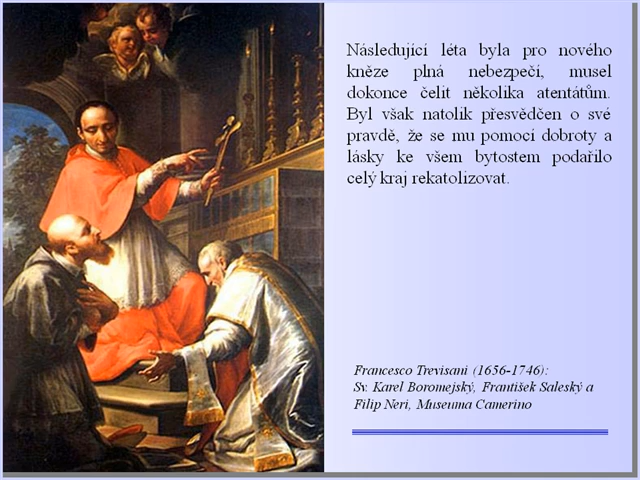 Následující léta byla pro nového
kněze plná nebezpečí, musel
dokonce čelit několika atentátům.
Byl však natolik přesvědčen o své
pravdě, že se mu pomocí dobroty a
lásky ke všem bytostem podařilo
celý kraj rekatolizovat.
Francesco Trevisani (1656-1746):
Sv. Karel Boromejský, František Saleský a
Filip Neri, Museuma Camerino